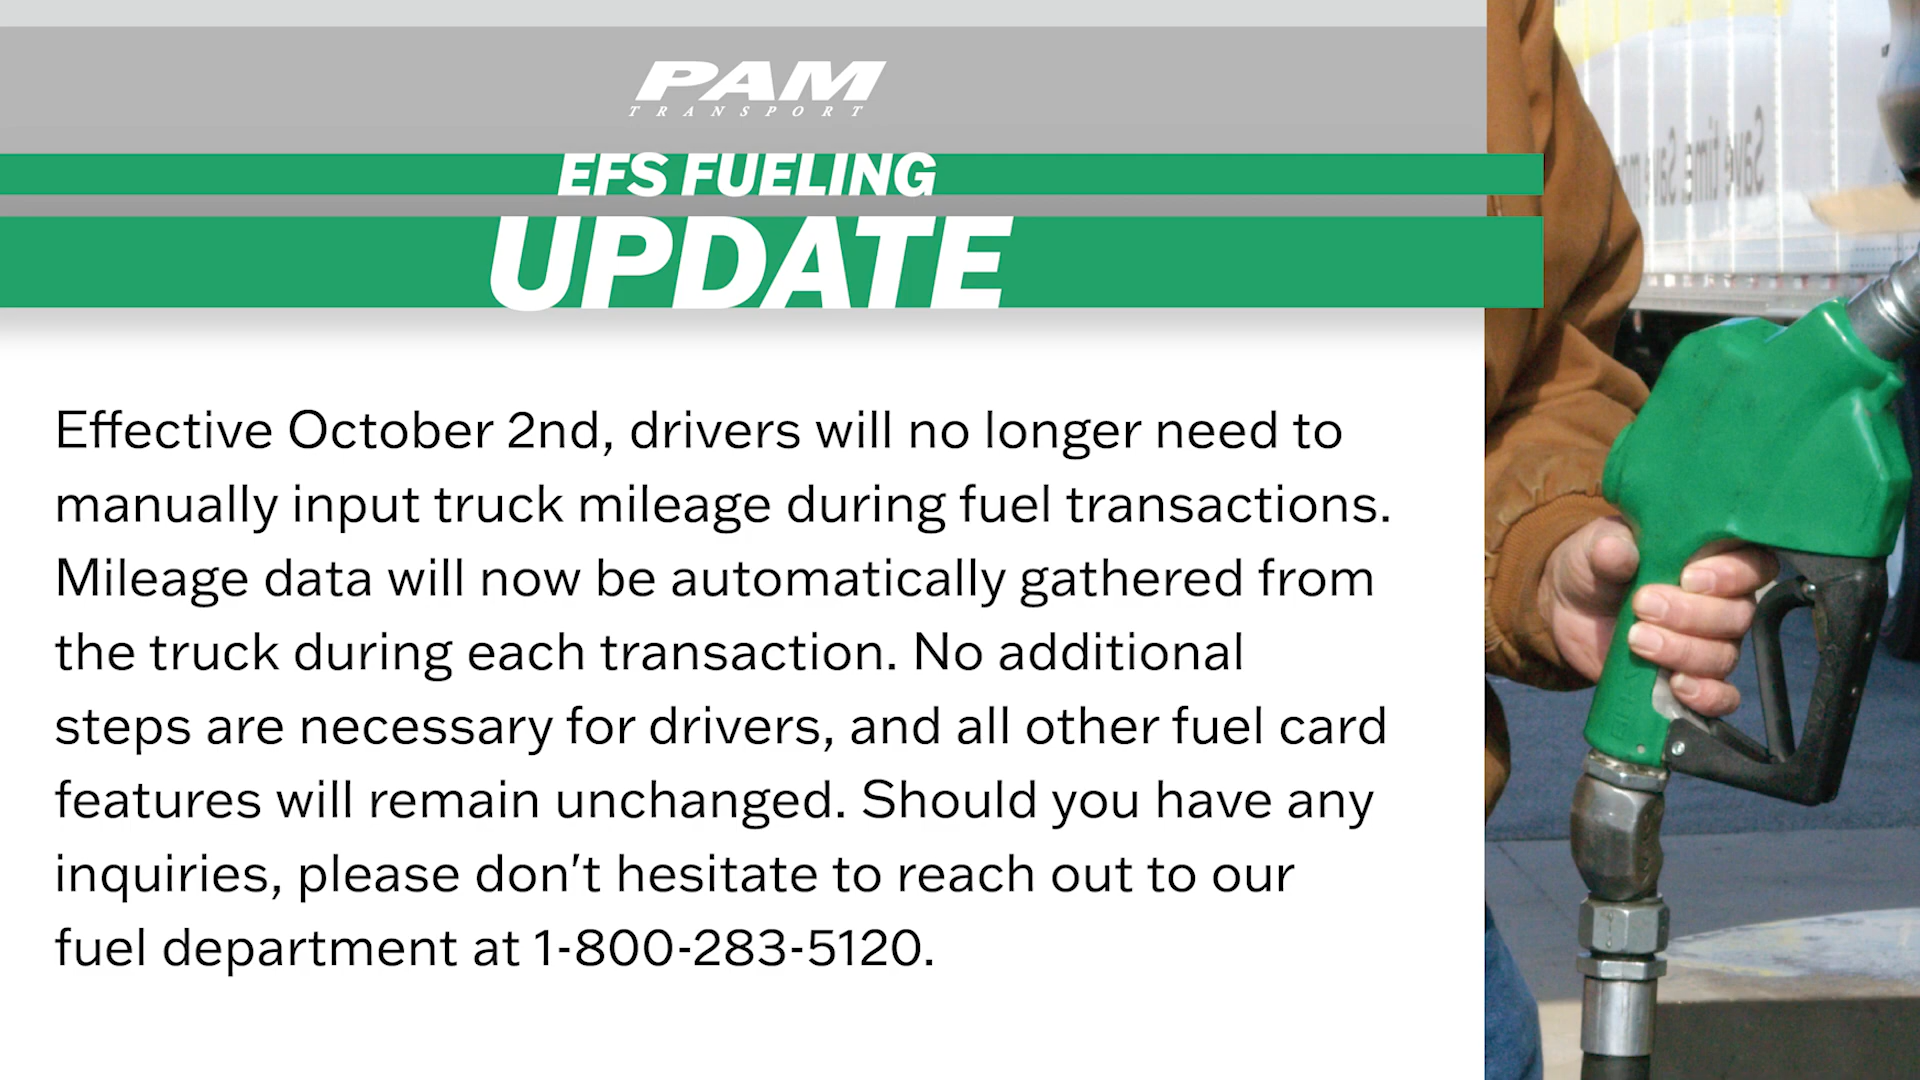 PAM
TRANSPORT
EFS FUELING
UPDATE
Effective October 2nd, drivers will no longer need to
manually input truck mileage during fuel transactions.
Mileage data will now be automatically gathered from
the truck during each transaction. No additional
steps are necessary for drivers, and all other fuel card
features will remain unchanged. Should you have any
inquiries, please don't hesitate to reach out to our
fuel department at 1-800-283-5120.
Save time Save